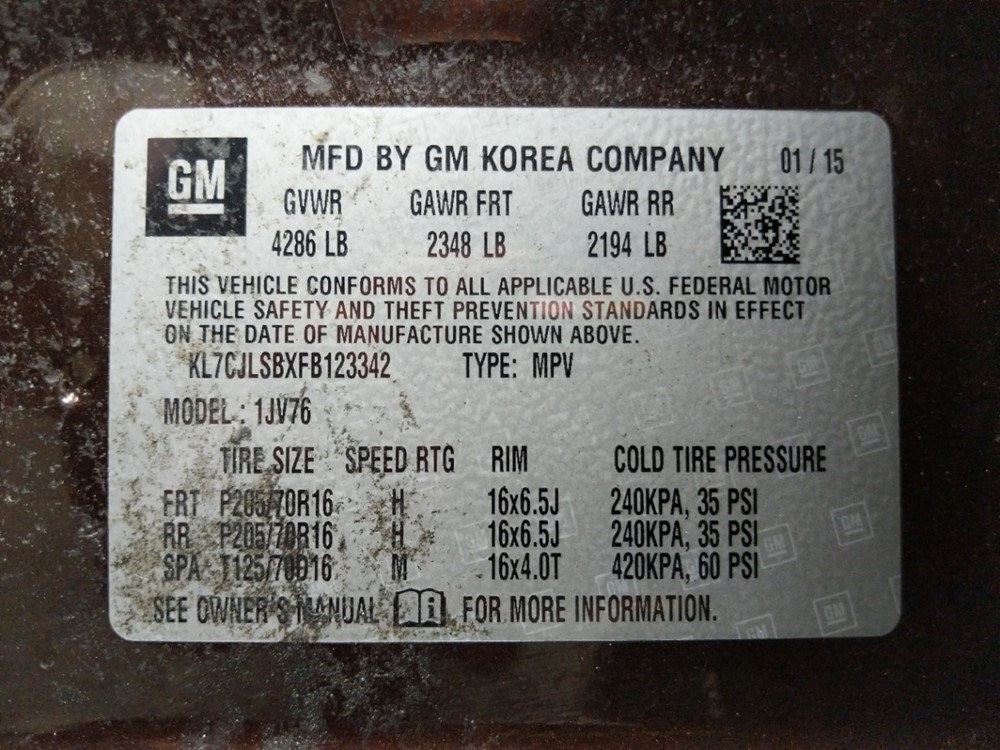 GM MFD BY GM KOREA COMPANY 01 / 15
GVWR GAWR FRT GAWR RR
4286 LB 2348 LB 2194 LB
THIS VEHICLE CONFORMS TO ALL APPLICABLE U.S. FEDERAL MOTOR
VEHICLE SAFETY AND THEFT PREVENTION STANDARDS IN EFFECT
ON THE DATE OF MANUFACTURE SHOWN ABOVE.
KL7CJLSBXFB123342 TYPE: MPV
MODEL : 1JV76
TIRE SIZE SPEED RTG RIM COLD TIRE PRESSURE
FRT P205/70R16 H 16x6.5J 240KPA, 35 PSI
RR P205/70R16 H 16x6.5J 240KPA, 35 PSI
SPA T125/70D16 M 16x4.0T 420KPA, 60 PSI
SEE OWNER'S MANUAL i FOR MORE INFORMATION.